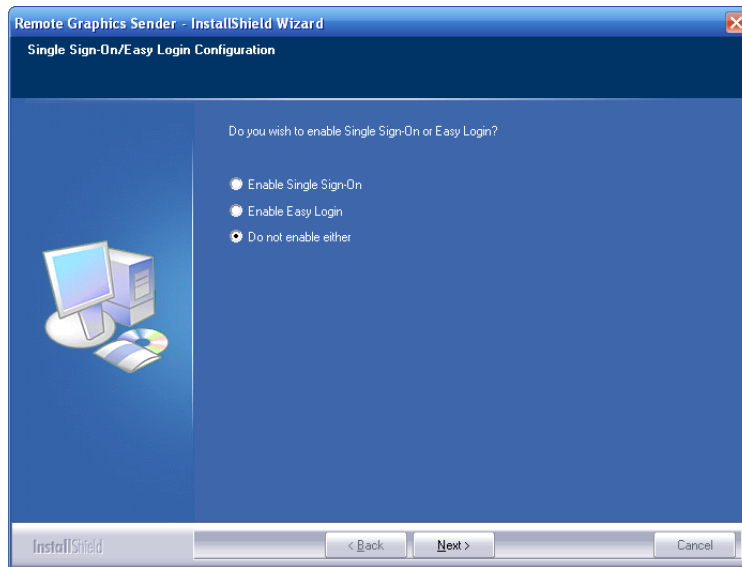 Remote Graphics Sender - InstallShield Wizard
Single Sign-On/Easy Login Configuration
Do you wish to enable Single Sign-On or Easy Login?
Enable Single Sign-On
Enable Easy Login
Do not enable either
InstallShield
< Back
Next >
Cancel